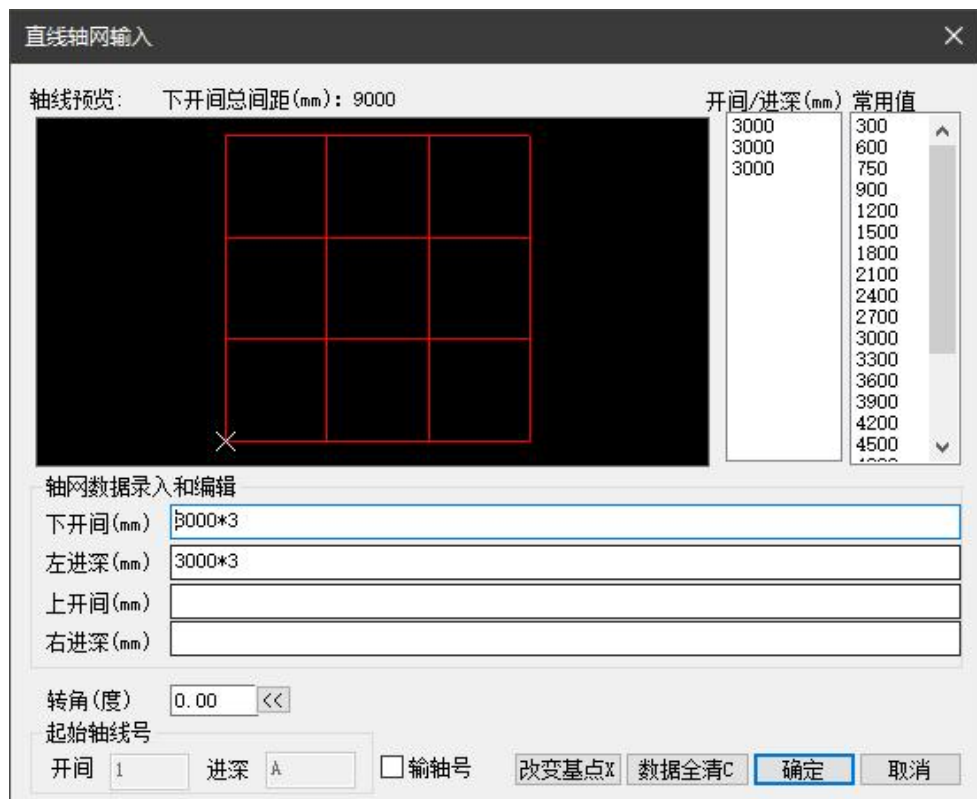 直线轴网输入
轴线预览: 下开间总间距(mm): 9000
开间/进深(mm) 常用值
3000
3000
3000
300
600
750
900
1200
1500
1800
2100
2400
2700
3000
3300
3600
3900
4200
4500
轴网数据录入和编辑
下开间(mm) 3000*3
左进深(mm) 3000*3
上开间(mm)
右进深(mm)
转角(度) 0.00 <<
起始轴线号
开间 1 进深 A 输轴号 改变基点X 数据全清C 确定 取消